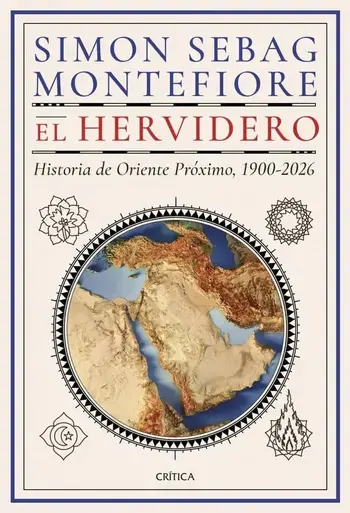 SIMON SEBAG
MONTEFIORE
EL HERVIDERO
Historia de Oriente Próximo, 1900-2026
CRÍTICA